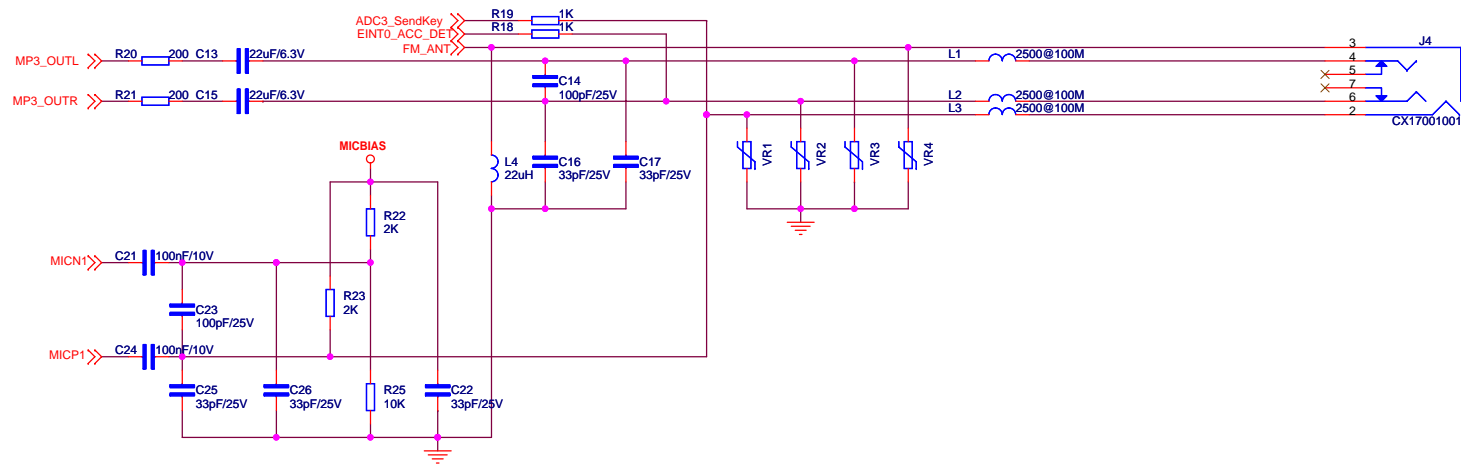 ADC3_SendKey R19 1K
EINT0_ACC_DET R18 1K
FM_ANT
3 J4
MP3_OUTL R20 200 C13 22uF/6.3V L1 2500@100M 4
5
C14
100pF/25V
7
MP3_OUTR R21 200 C15 22uF/6.3V L2 2500@100M 6
L3 2500@100M 2
CX17001001
MICBIAS
L4
22uH
C16
33pF/25V
C17
33pF/25V
VR1
VR2
VR3
VR4
R22
2K
MICN1 C21 100nF/10V
R23
2K
C23
100pF/25V
MICP1 C24 100nF/10V
C25
33pF/25V
C26
33pF/25V
R25
10K
C22
33pF/25V